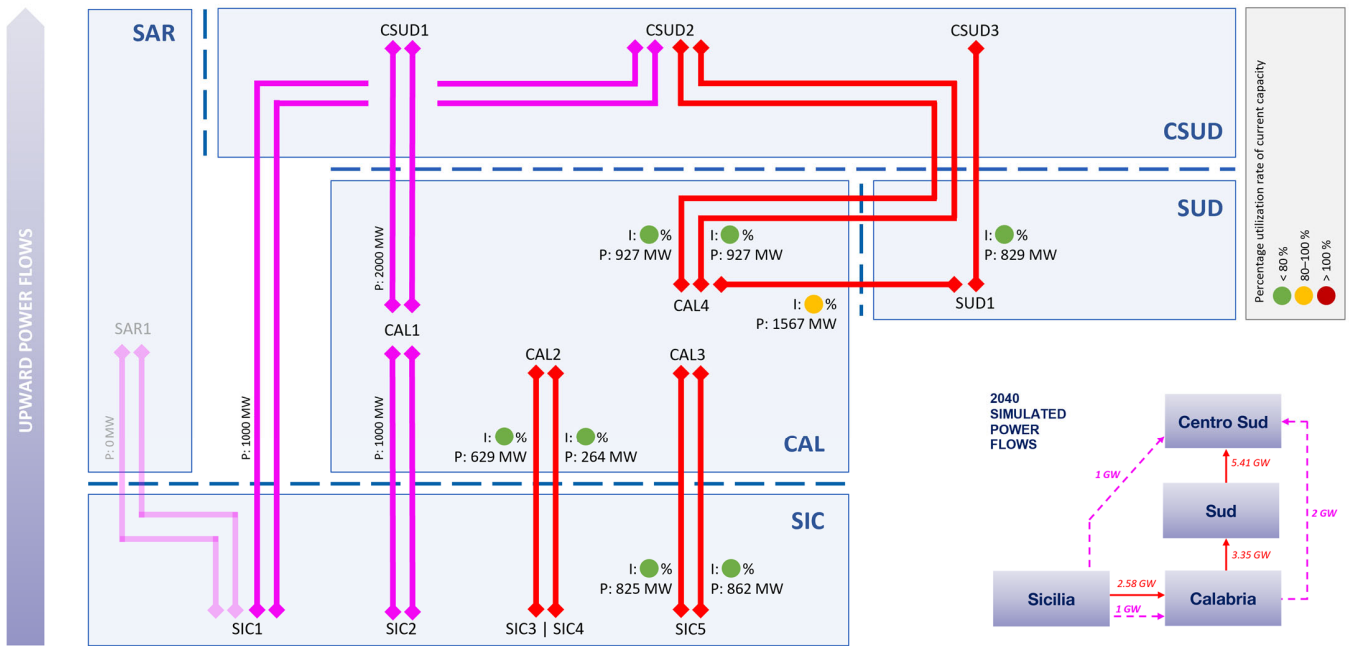 UPWARD POWER FLOWS
SAR
CSUD1
CSUD2
CSUD3
CSUD
Percentage utilization rate of current capacity
< 80 %
80–100 %
> 100 %
SUD
P: 2000 MW
I: %
P: 927 MW
I: %
P: 927 MW
I: %
P: 829 MW
CAL4
SUD1
I: %
P: 1567 MW
SAR1
CAL1
CAL2
CAL3
P: 0 MW
P: 1000 MW
P: 1000 MW
I: %
P: 629 MW
I: %
P: 264 MW
CAL
SIC
I: %
P: 825 MW
I: %
P: 862 MW
SIC1
SIC2
SIC3 | SIC4
SIC5
2040
SIMULATED
POWER
FLOWS
Centro Sud
1 GW
5.41 GW
Sud
2 GW
3.35 GW
Sicilia
2.58 GW
1 GW
Calabria